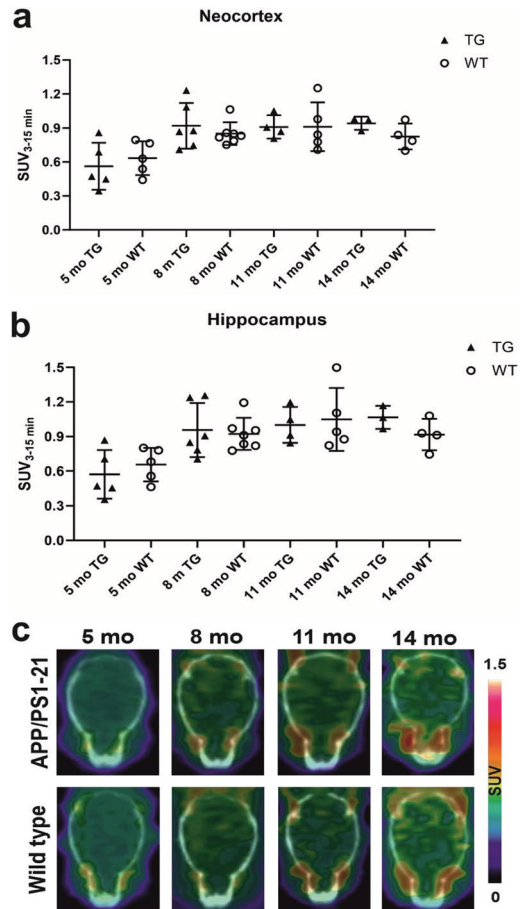 a
Neocortex
▲ TG
○ WT
SUV3-15 min
1.5
1.2
0.9
0.6
0.3
0.0
5 mo TG
5 mo WT
8 m TG
8 mo WT
11 mo TG
11 mo WT
14 mo TG
14 mo WT
b
Hippocampus
▲ TG
○ WT
SUV3-15 min
1.5
1.2
0.9
0.6
0.3
0.0
5 mo TG
5 mo WT
8 m TG
8 mo WT
11 mo TG
11 mo WT
14 mo TG
14 mo WT
c
5 mo 8 mo 11 mo 14 mo
APP/PS1-21
Wild type
1.5
SUV
0